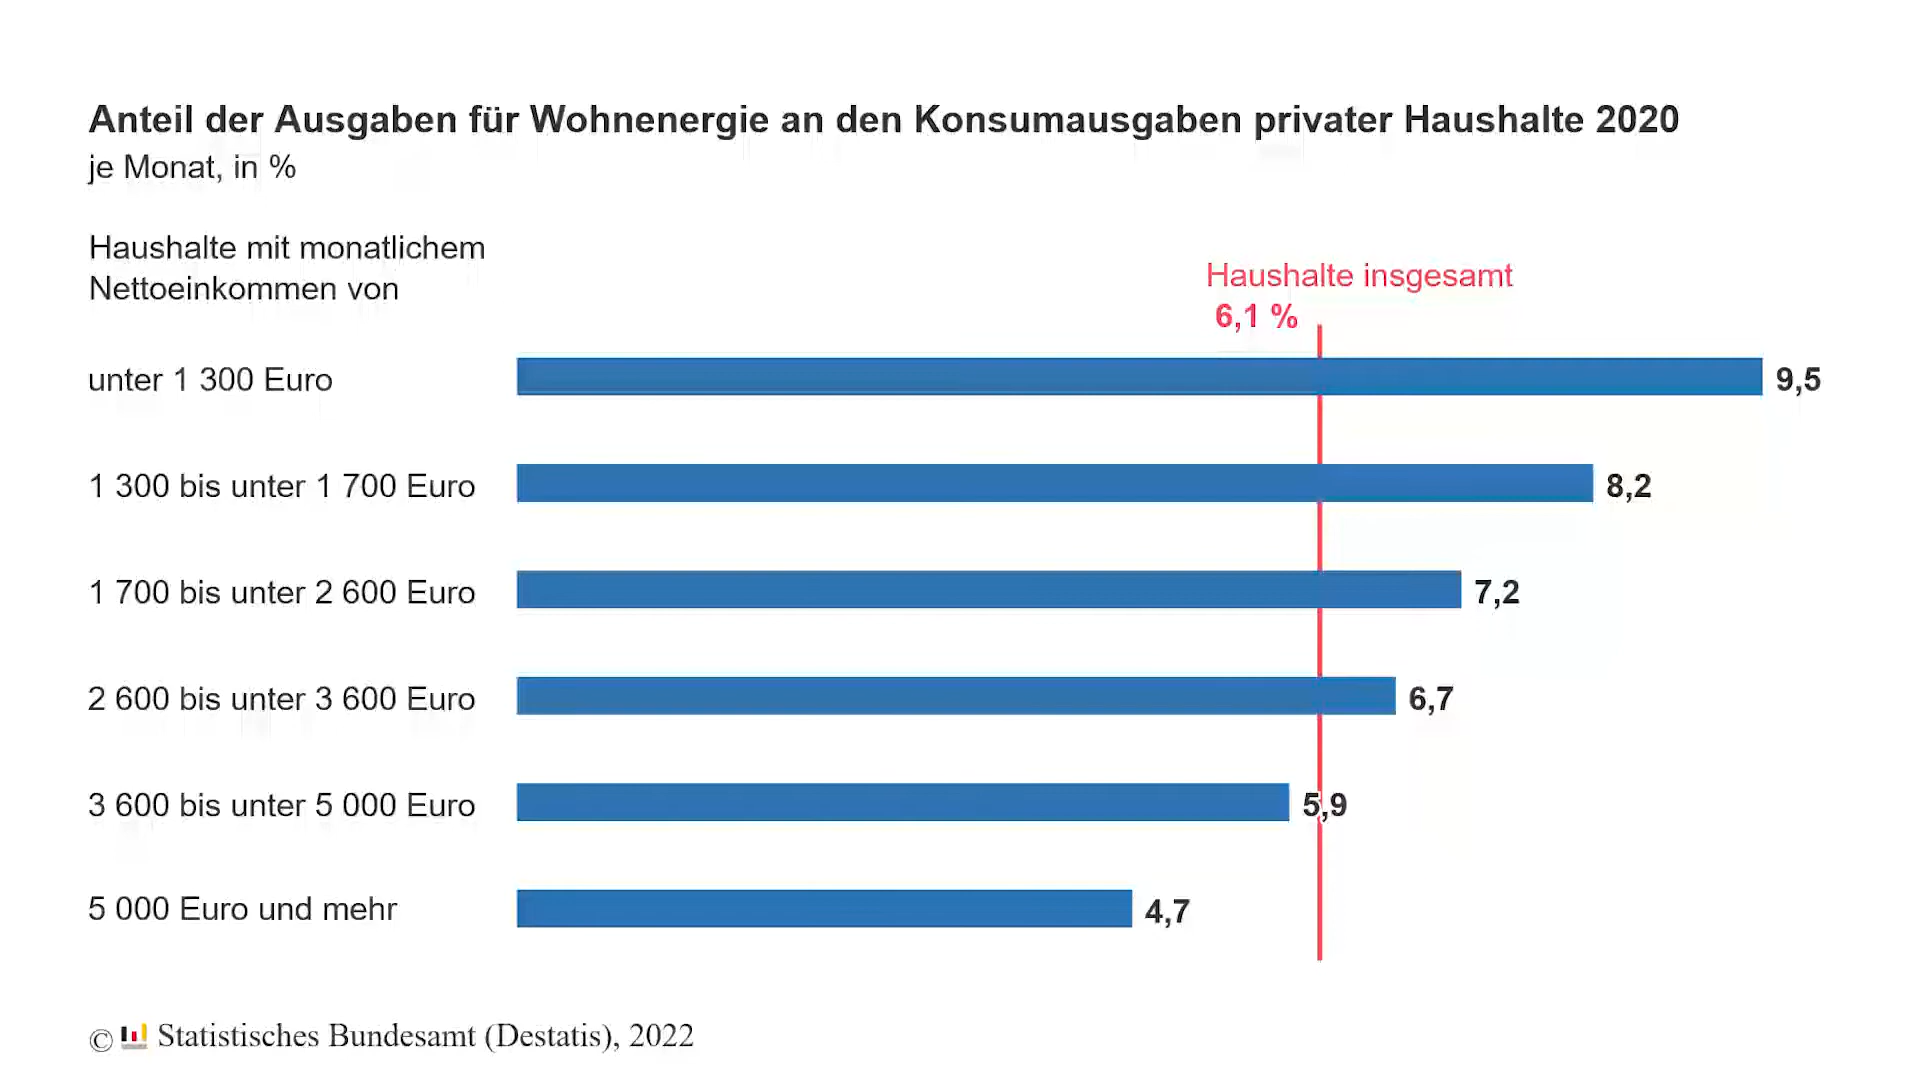 Anteil der Ausgaben für Wohnenergie an den Konsumausgaben privater Haushalte 2020
je Monat, in %
Haushalte mit monatlichem
Nettoeinkommen von
Haushalte insgesamt
6,1 %
unter 1 300 Euro 9,5
1 300 bis unter 1 700 Euro 8,2
1 700 bis unter 2 600 Euro 7,2
2 600 bis unter 3 600 Euro 6,7
3 600 bis unter 5 000 Euro 5,9
5 000 Euro und mehr 4,7
© Statistisches Bundesamt (Destatis), 2022